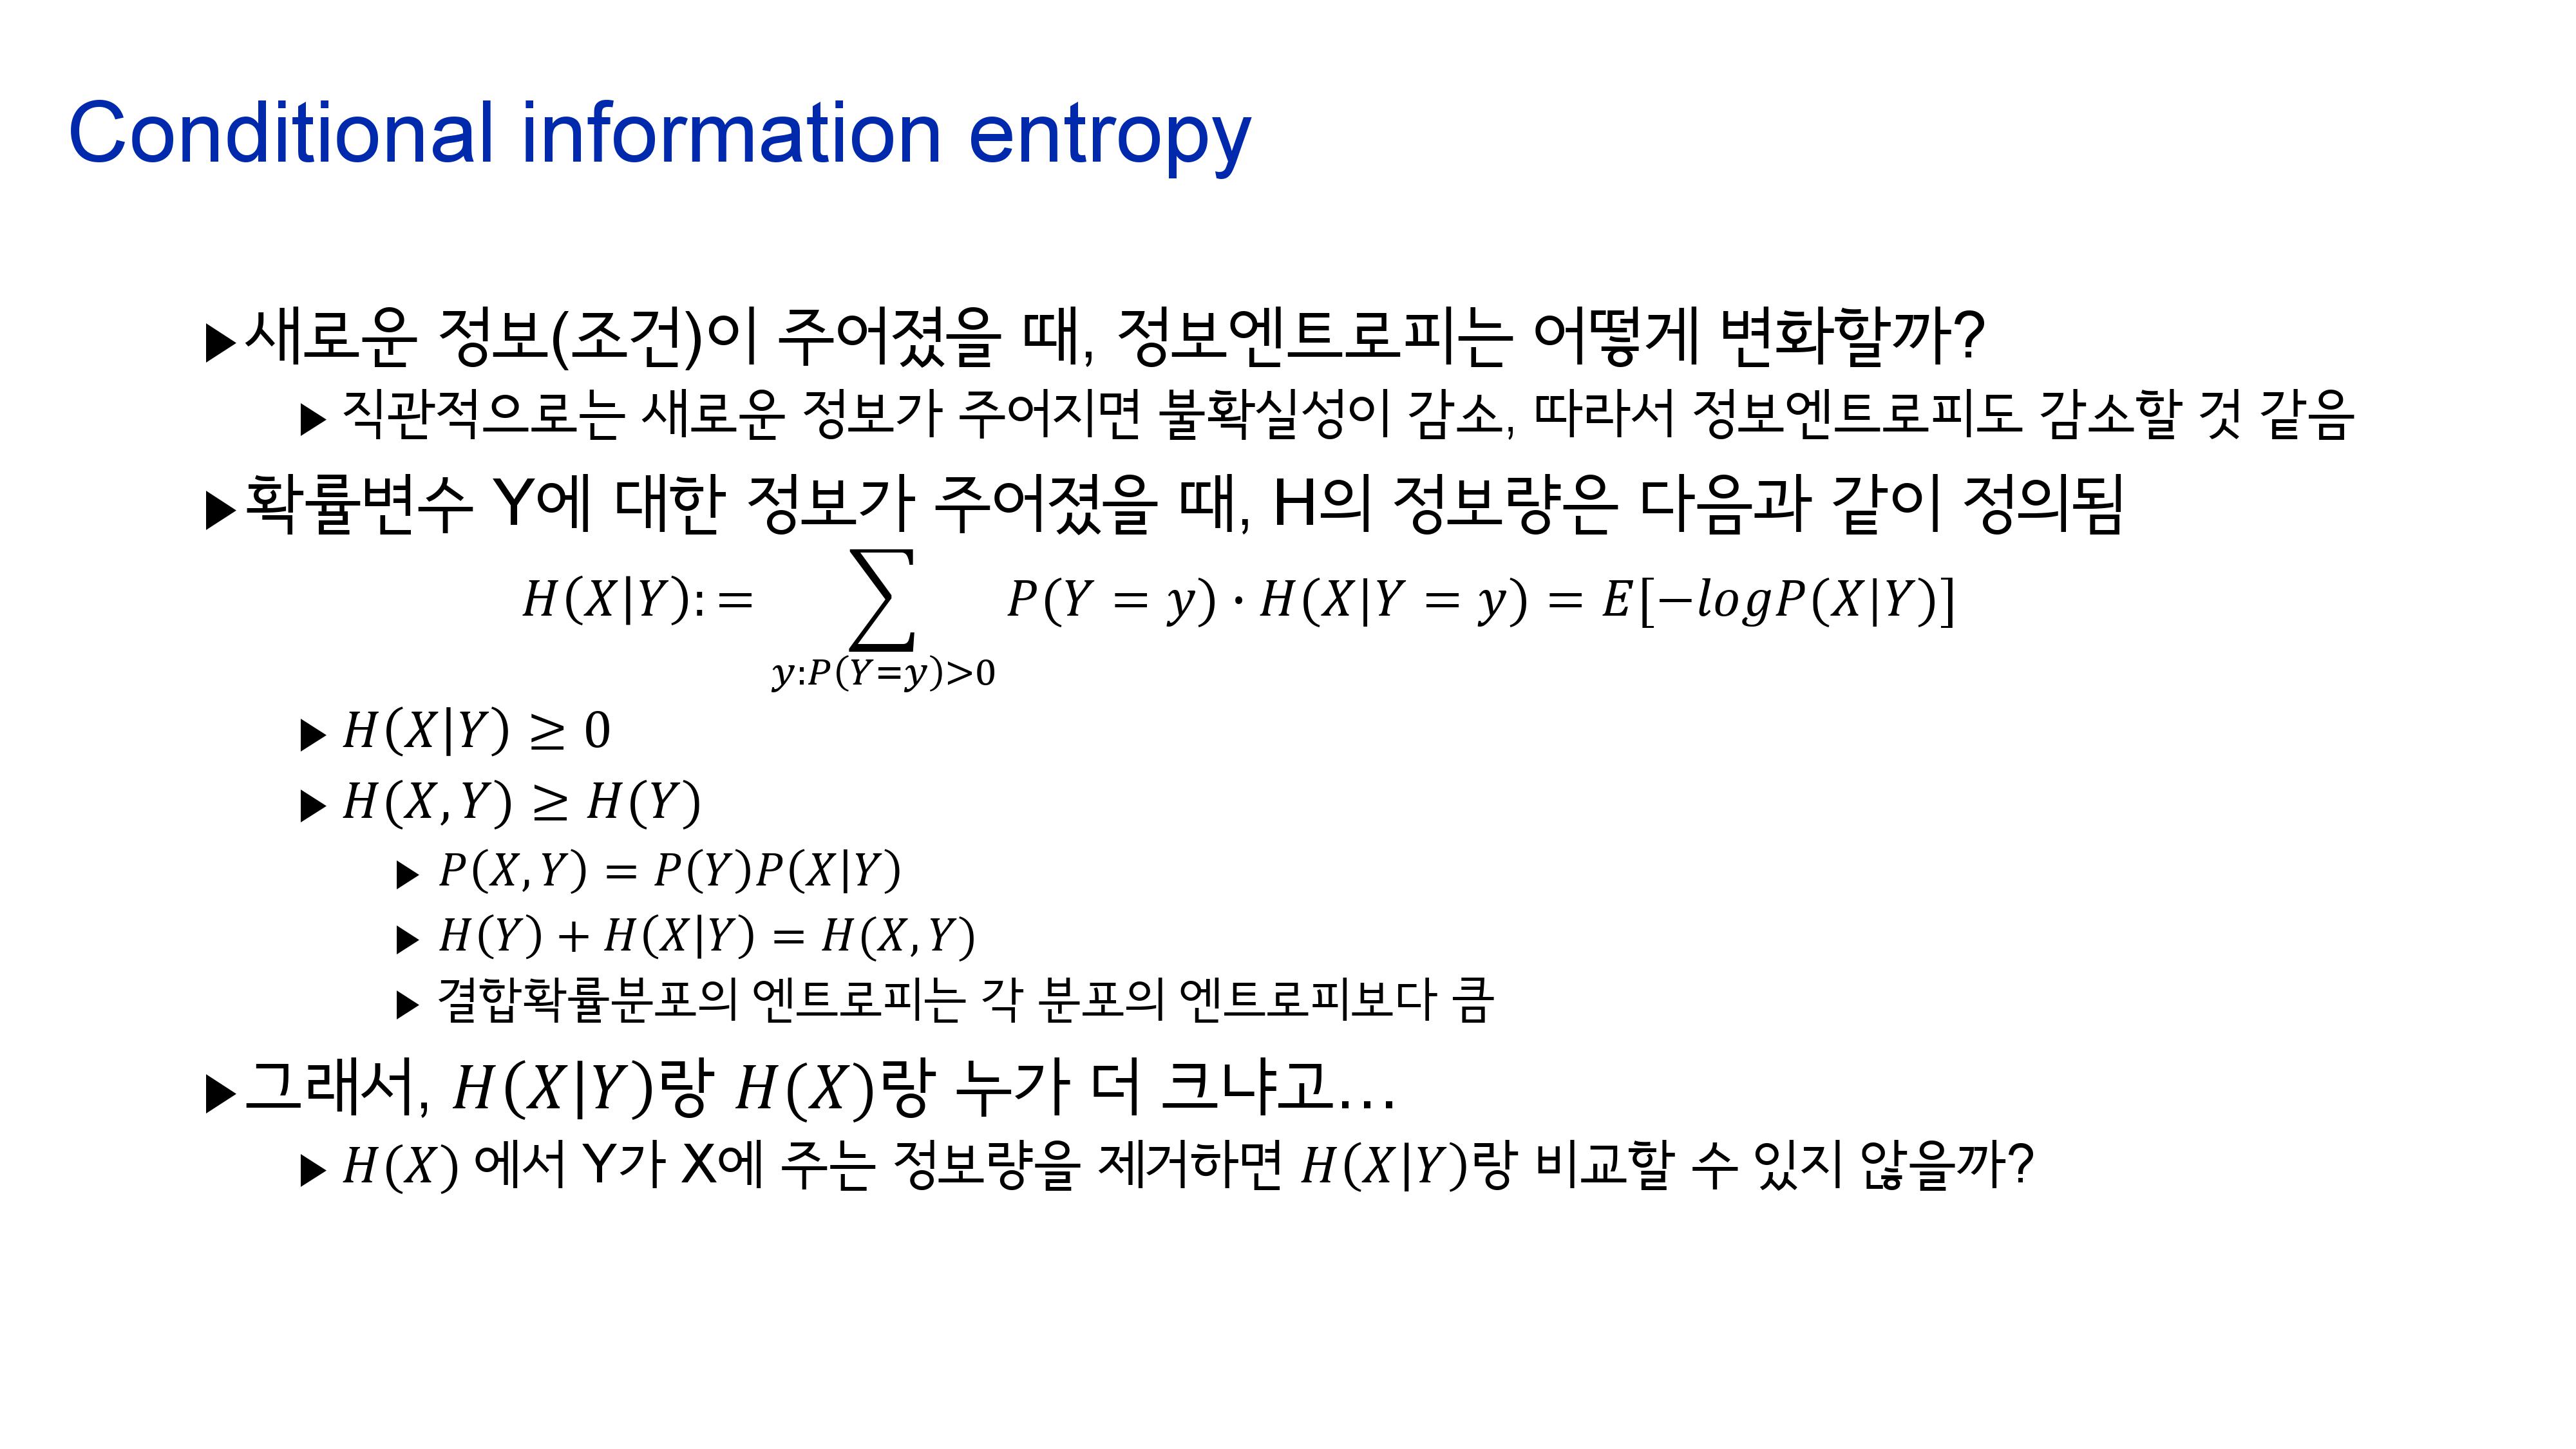 Conditional information entropy
▶새로운 정보(조건)이 주어졌을 때, 정보엔트로피는 어떻게 변화할까?
▶ 직관적으로는 새로운 정보가 주어지면 불확실성이 감소, 따라서 정보엔트로피도 감소할 것 같음
▶확률변수 Y에 대한 정보가 주어졌을 때, H의 정보량은 다음과 같이 정의됨
H(X|Y):= ∑ P(Y = y) · H(X|Y = y) = E[−logP(X|Y)]
y:P(Y=y)>0
▶ H(X|Y) ≥ 0
▶ H(X,Y) ≥ H(Y)
▶ P(X,Y) = P(Y)P(X|Y)
▶ H(Y) + H(X|Y) = H(X,Y)
▶ 결합확률분포의 엔트로피는 각 분포의 엔트로피보다 큼
▶그래서, H(X|Y)랑 H(X)랑 누가 더 크냐고…
▶ H(X) 에서 Y가 X에 주는 정보량을 제거하면 H(X|Y)랑 비교할 수 있지 않을까?